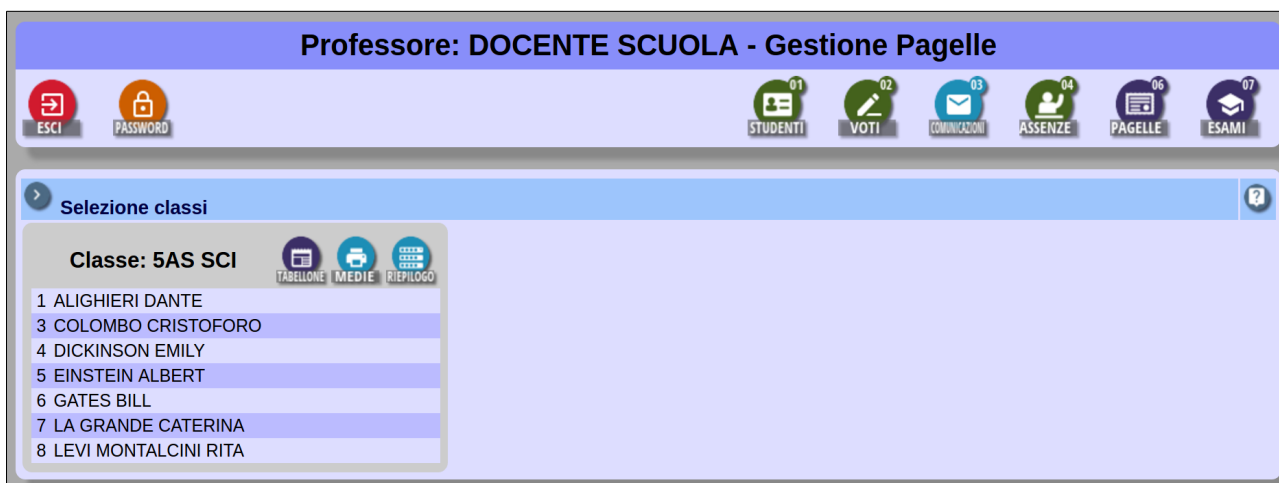 Professore: DOCENTE SCUOLA - Gestione Pagelle
ESCI PASSWORD 01 STUDENTI 02 VOTI 03 COMUNICAZIONI 04 ASSENZE 06 PAGELLE 07 ESAMI
Selezione classi ?
Classe: 5AS SCI TABELLONE MEDIE RIEPILOGO
1 ALIGHIERI DANTE
3 COLOMBO CRISTOFORO
4 DICKINSON EMILY
5 EINSTEIN ALBERT
6 GATES BILL
7 LA GRANDE CATERINA
8 LEVI MONTALCINI RITA